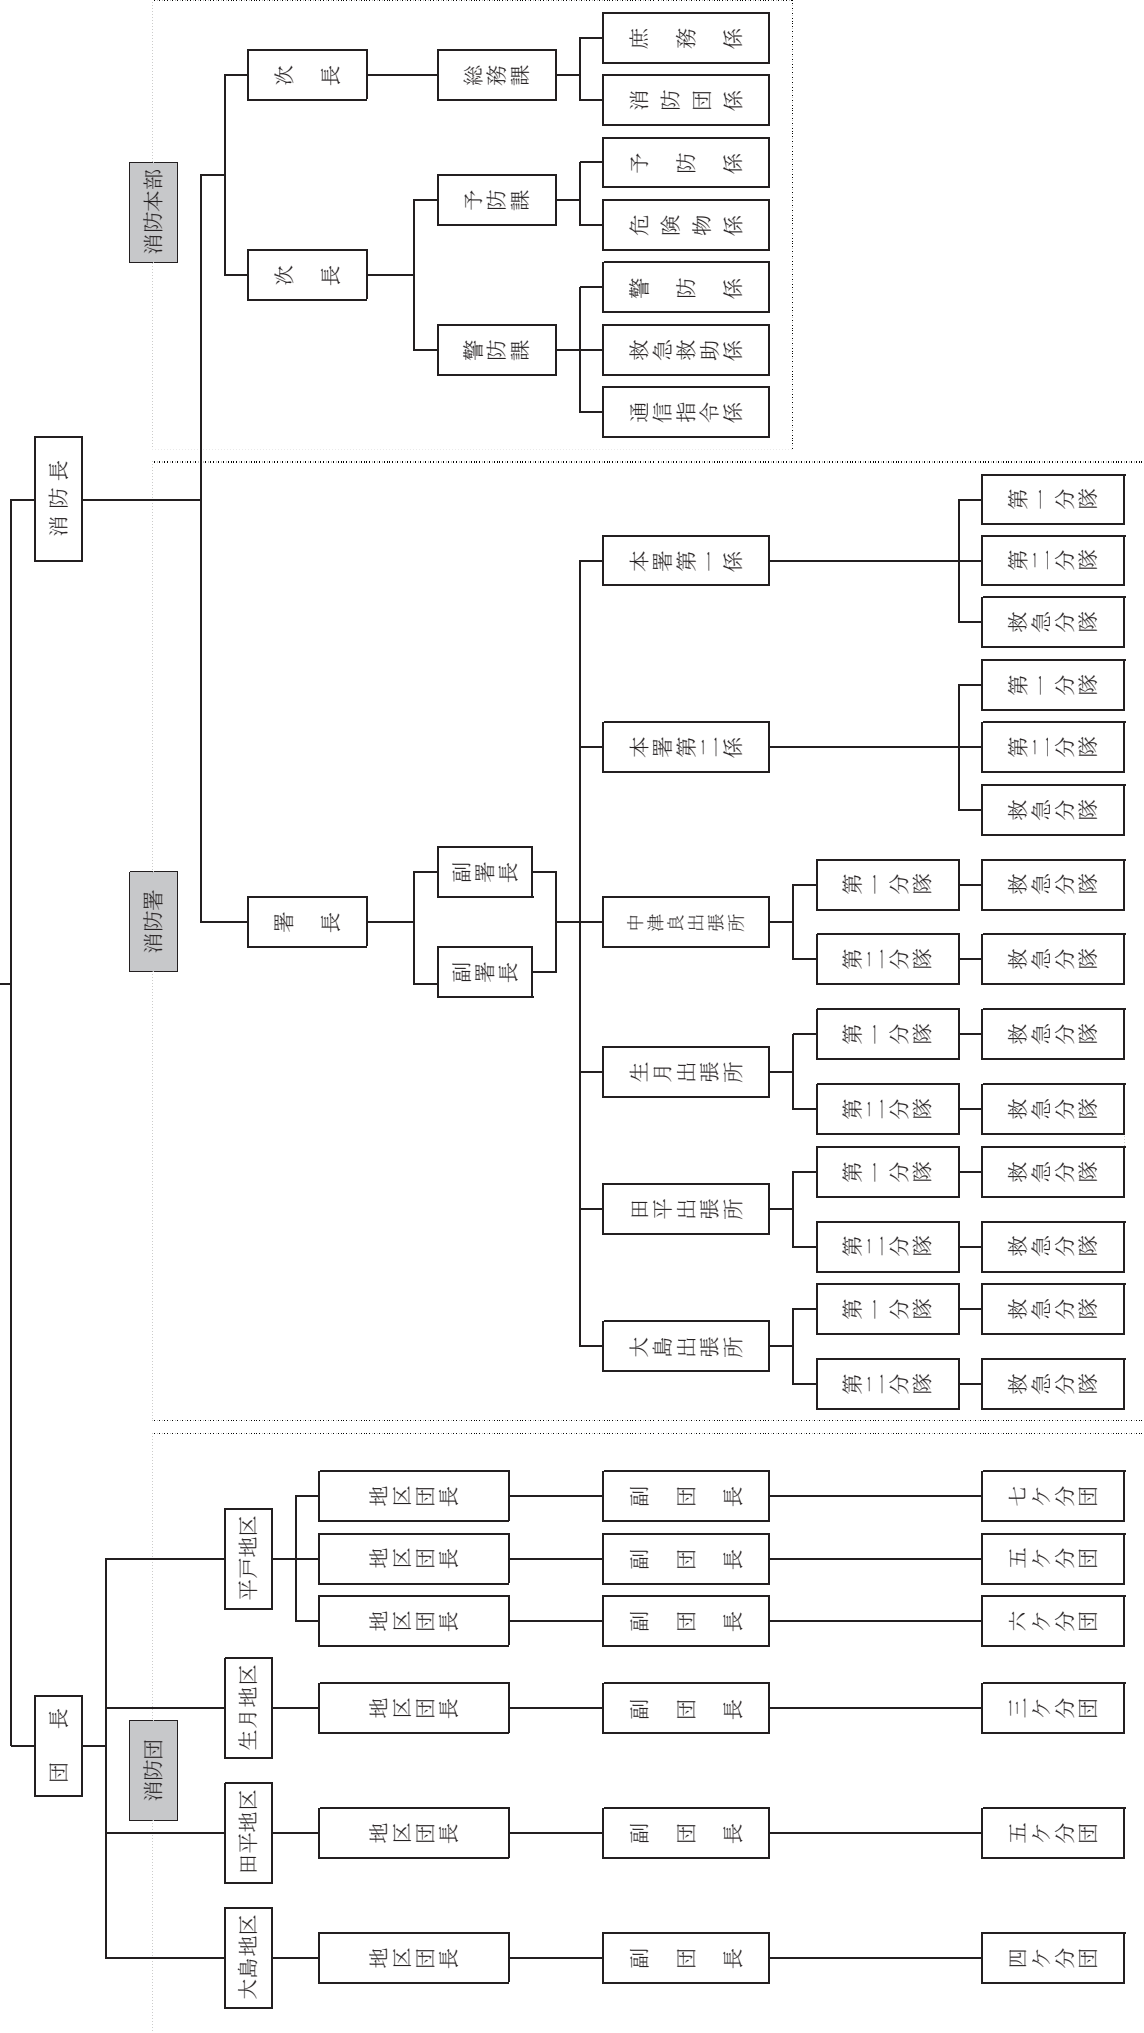 消防長
消防本部
次長
総務課
庶務係
消防団係
次長
予防課
予防係
危険物係
警防課
警防係
救急救助係
通信指令係
消防署
署長
副署長
副署長
本署第一係
第一分隊
第二分隊
救急分隊
本署第二係
第一分隊
第二分隊
救急分隊
中津良出張所
第一分隊
救急分隊
第二分隊
救急分隊
生月出張所
第一分隊
救急分隊
第二分隊
救急分隊
田平出張所
第一分隊
救急分隊
第二分隊
救急分隊
大島出張所
第一分隊
救急分隊
第二分隊
救急分隊
団長
消防団
平戸地区
地区団長
副団長
七ケ分団
地区団長
副団長
五ケ分団
地区団長
副団長
六ケ分団
生月地区
地区団長
副団長
三ケ分団
田平地区
地区団長
副団長
五ケ分団
大島地区
地区団長
副団長
四ケ分団